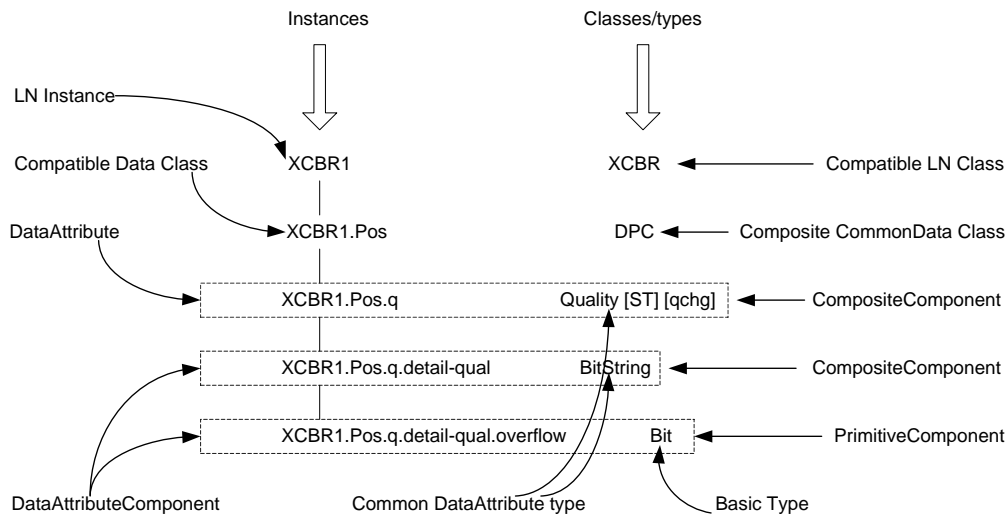 Instances Classes/types
LN Instance
Compatible Data Class XCBR1 XCBR Compatible LN Class
DataAttribute XCBR1.Pos DPC Composite CommonData Class
XCBR1.Pos.q Quality [ST] [qchg] CompositeComponent
XCBR1.Pos.q.detail-qual BitString CompositeComponent
XCBR1.Pos.q.detail-qual.overflow Bit PrimitiveComponent
DataAttributeComponent Common DataAttribute type Basic Type